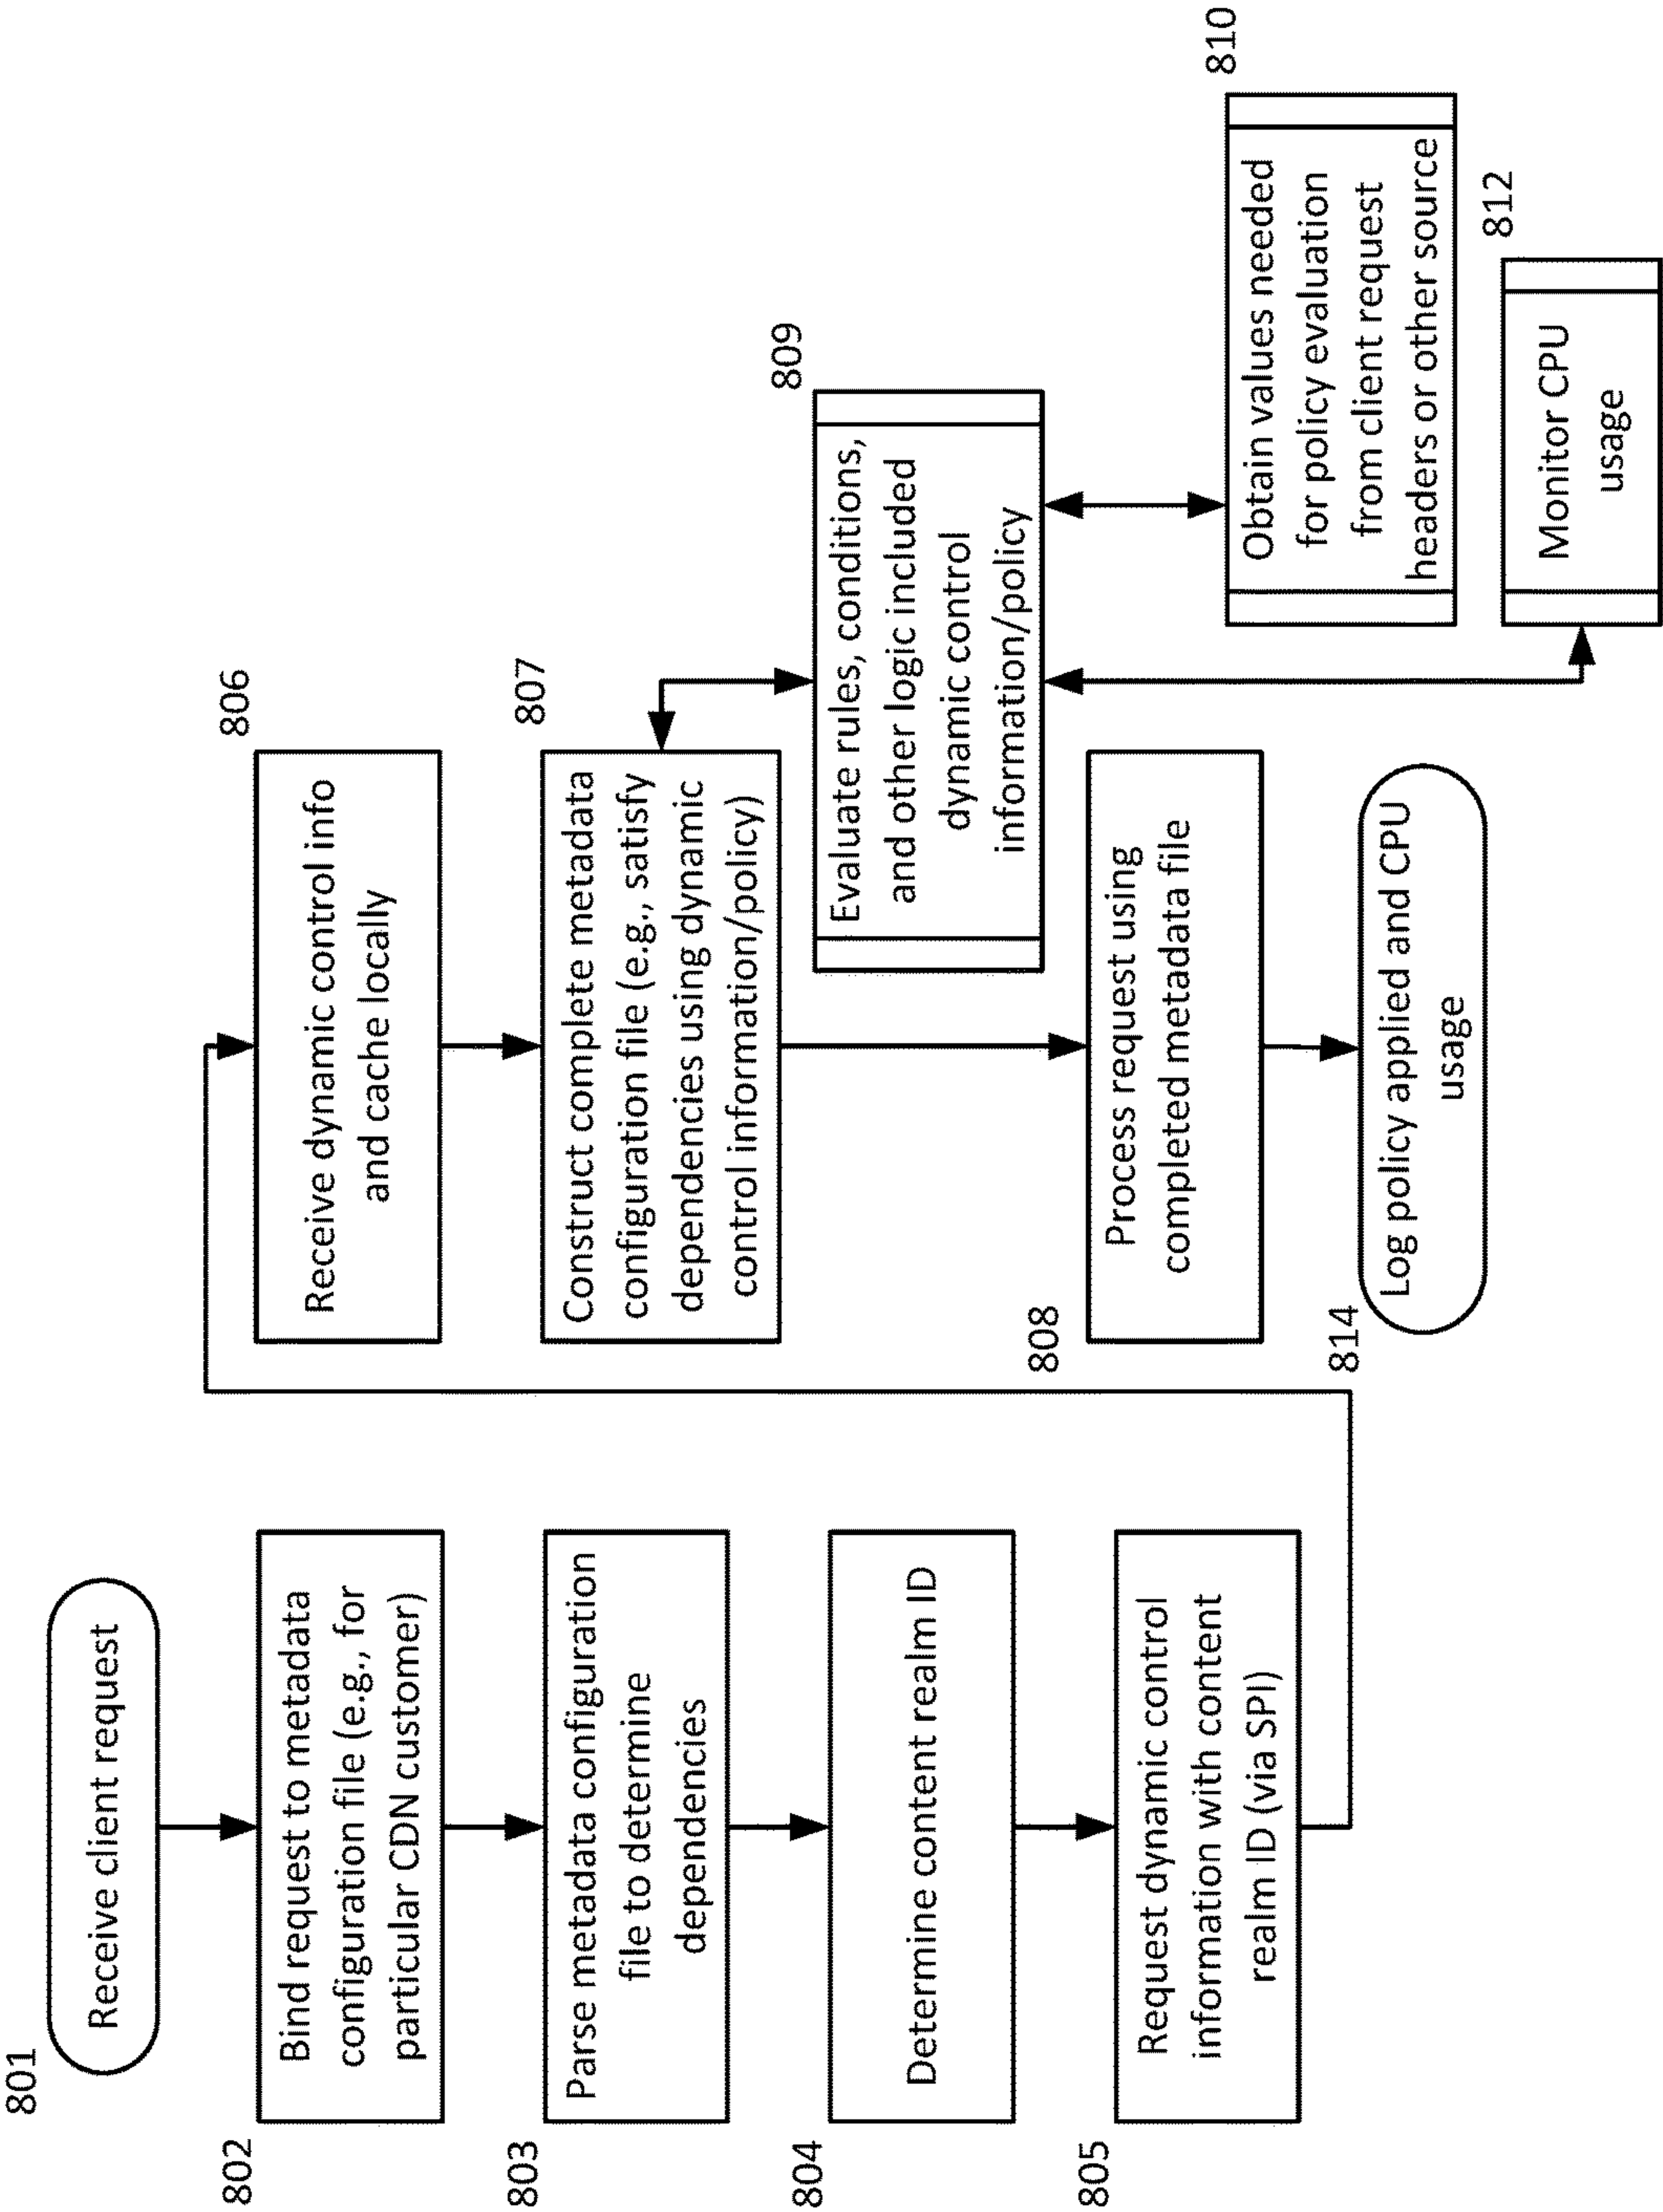 801
Receive client request
802
Bind request to metadata
configuration file (e.g., for
particular CDN customer)
803
Parse metadata configuration
file to determine
dependencies
804
Determine content realm ID
805
Request dynamic control
information with content
realm ID (via SPI)
806
Receive dynamic control info
and cache locally
807
Construct complete metadata
configuration file (e.g., satisfy
dependencies using dynamic
control information/policy)
809
Evaluate rules, conditions,
and other logic included
dynamic control
information/policy
810
Obtain values needed
for policy evaluation
from client request
headers or other source
812
Monitor CPU
usage
808
Process request using
completed metadata file
814
Log policy applied and CPU
usage